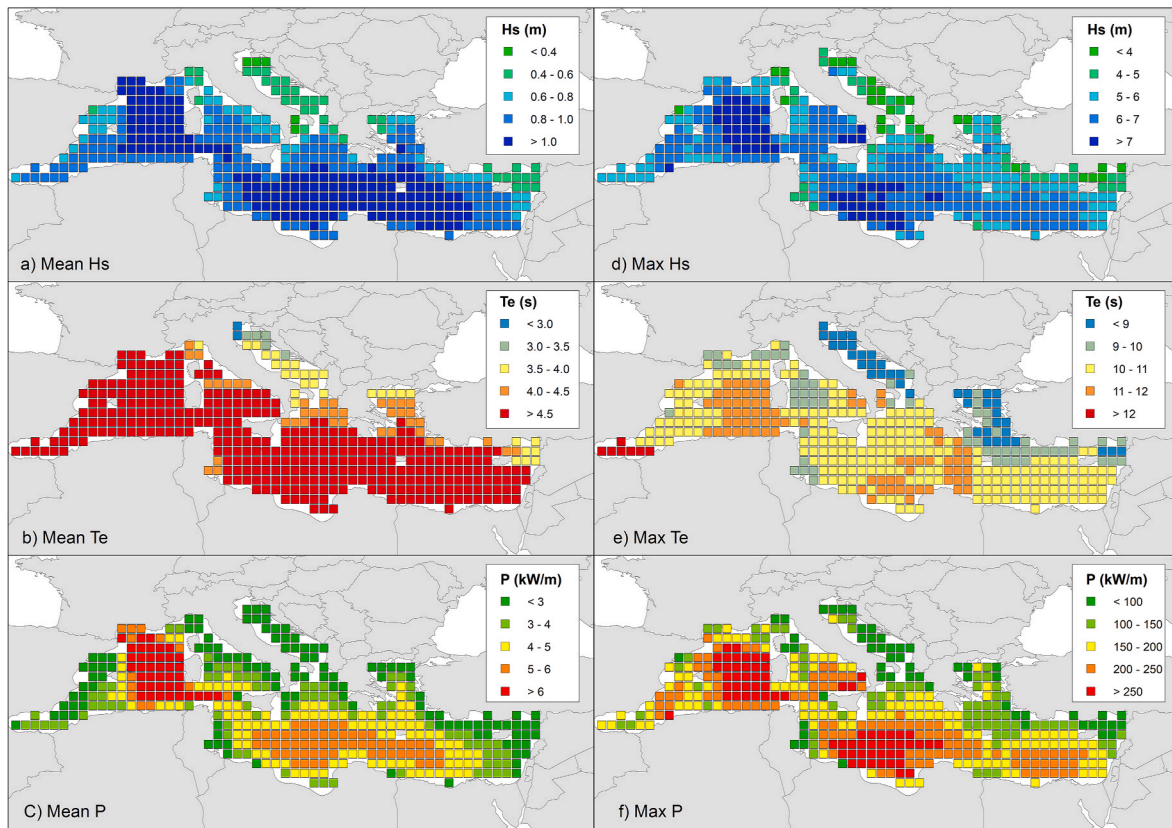 Hs (m)
< 0.4
0.4 - 0.6
0.6 - 0.8
0.8 - 1.0
> 1.0
a) Mean Hs
Hs (m)
< 4
4 - 5
5 - 6
6 - 7
> 7
d) Max Hs
Te (s)
< 3.0
3.0 - 3.5
3.5 - 4.0
4.0 - 4.5
> 4.5
b) Mean Te
Te (s)
< 9
9 - 10
10 - 11
11 - 12
> 12
e) Max Te
P (kW/m)
< 3
3 - 4
4 - 5
5 - 6
> 6
C) Mean P
P (kW/m)
< 100
100 - 150
150 - 200
200 - 250
> 250
f) Max P